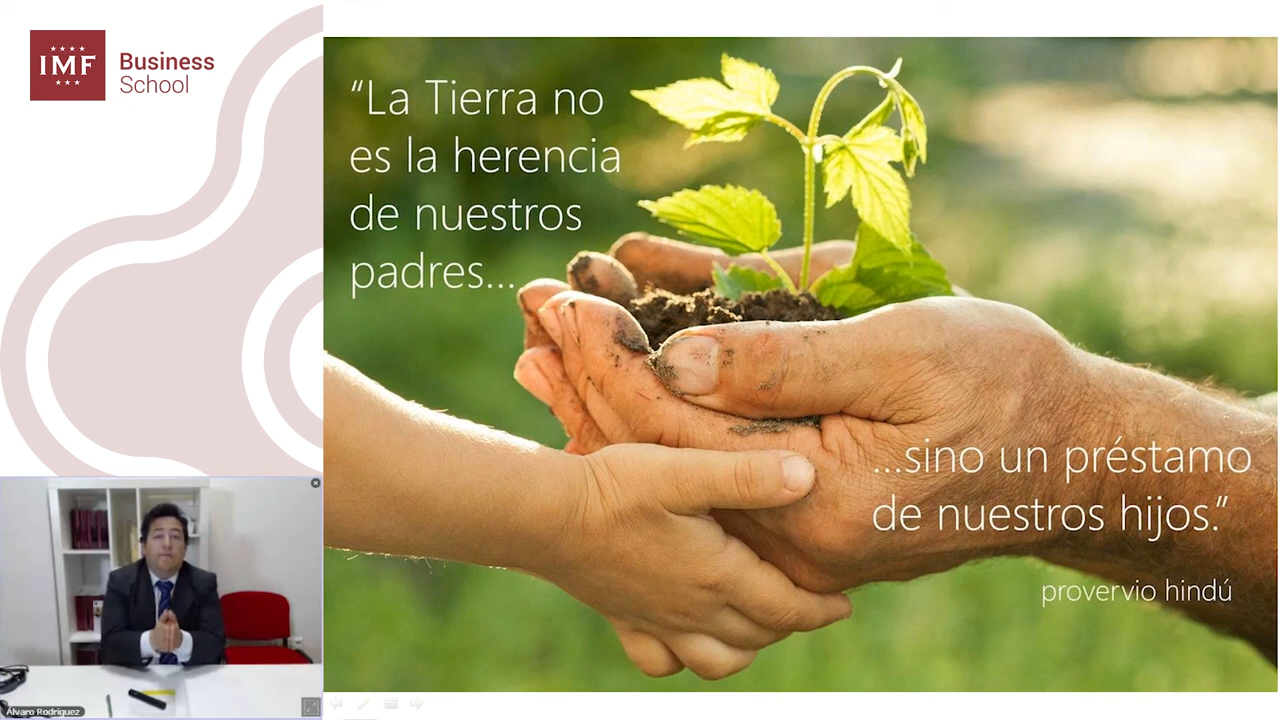 IMF
Business
School
“La Tierra no
es la herencia
de nuestros
padres...
...sino un préstamo
de nuestros hijos.”
provervio hindú
Álvaro Rodríguez